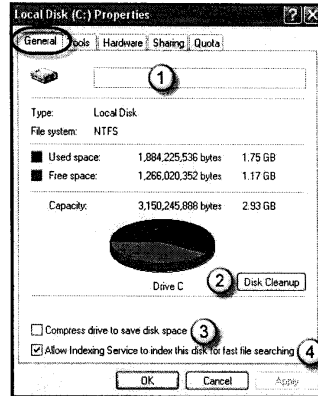 Local Disk (C:) Properties
General Tools Hardware Sharing Quota
1
Type: Local Disk
File system: NTFS
Used space: 1,884,225,536 bytes 1.75 GB
Free space: 1,266,020,352 bytes 1.17 GB
Capacity: 3,150,245,888 bytes 2.93 GB
Drive C
2 Disk Cleanup
Compress drive to save disk space 3
Allow Indexing Service to index this disk for fast file searching 4
OK Cancel Apply